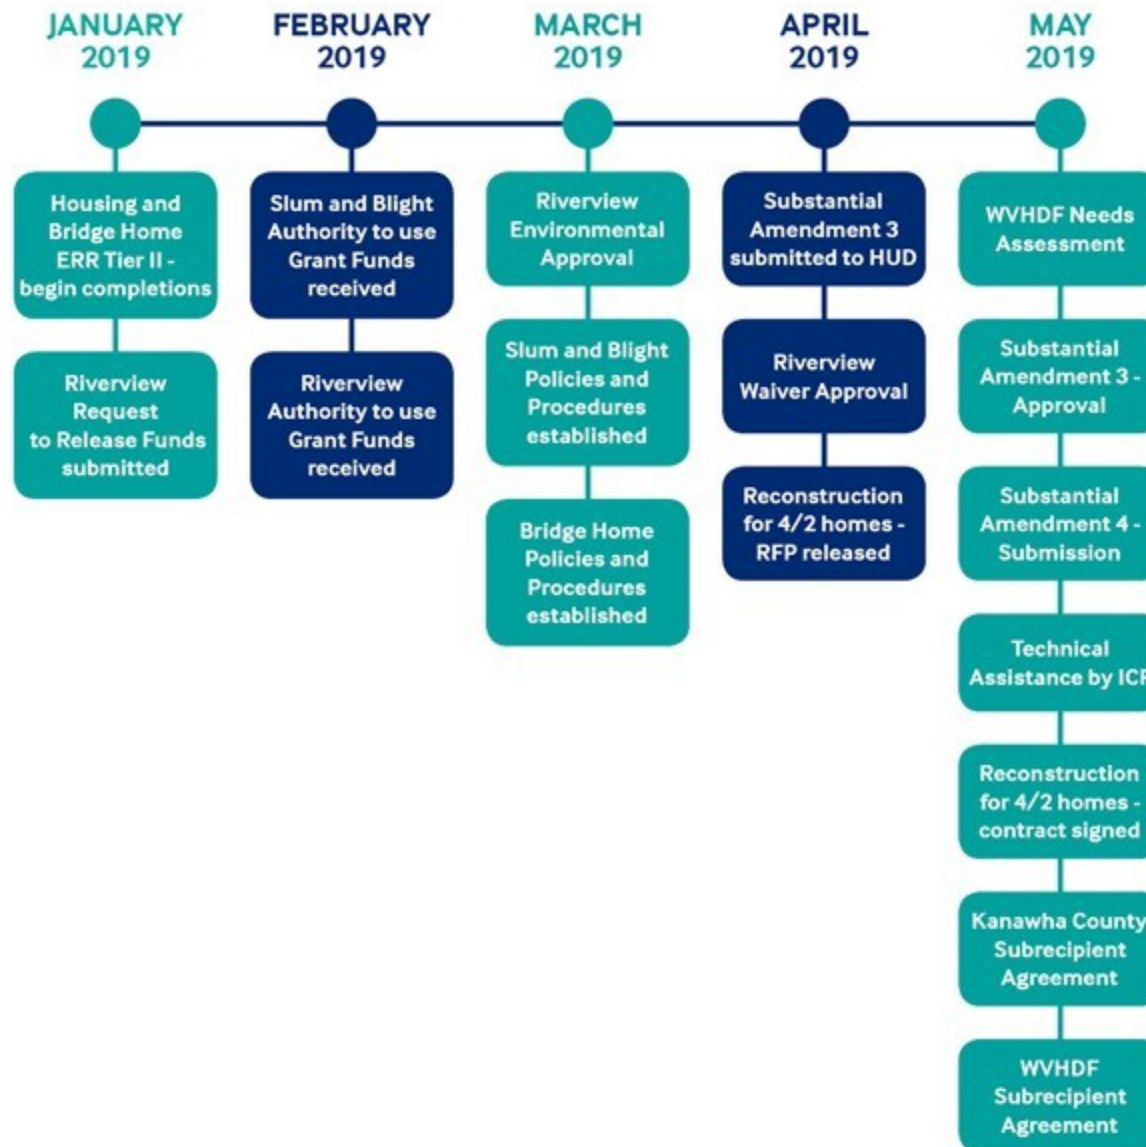 JANUARY
2019
Housing and
Bridge Home
ERR Tier II -
begin completions
Riverview
Request
to Release Funds
submitted
FEBRUARY
2019
Slum and Blight
Authority to use
Grant Funds
received
Riverview
Authority to use
Grant Funds
received
MARCH
2019
Riverview
Environmental
Approval
Slum and Blight
Policies and
Procedures
established
Bridge Home
Policies and
Procedures
established
APRIL
2019
Substantial
Amendment 3
submitted to HUD
Riverview
Waiver Approval
Reconstruction
for 4/2 homes -
RFP released
MAY
2019
WVHDF Needs
Assessment
Substantial
Amendment 3 -
Approval
Substantial
Amendment 4 -
Submission
Technical
Assistance by ICF
Reconstruction
for 4/2 homes -
contract signed
Kanawha County
Subrecipient
Agreement
WVHDF
Subrecipient
Agreement